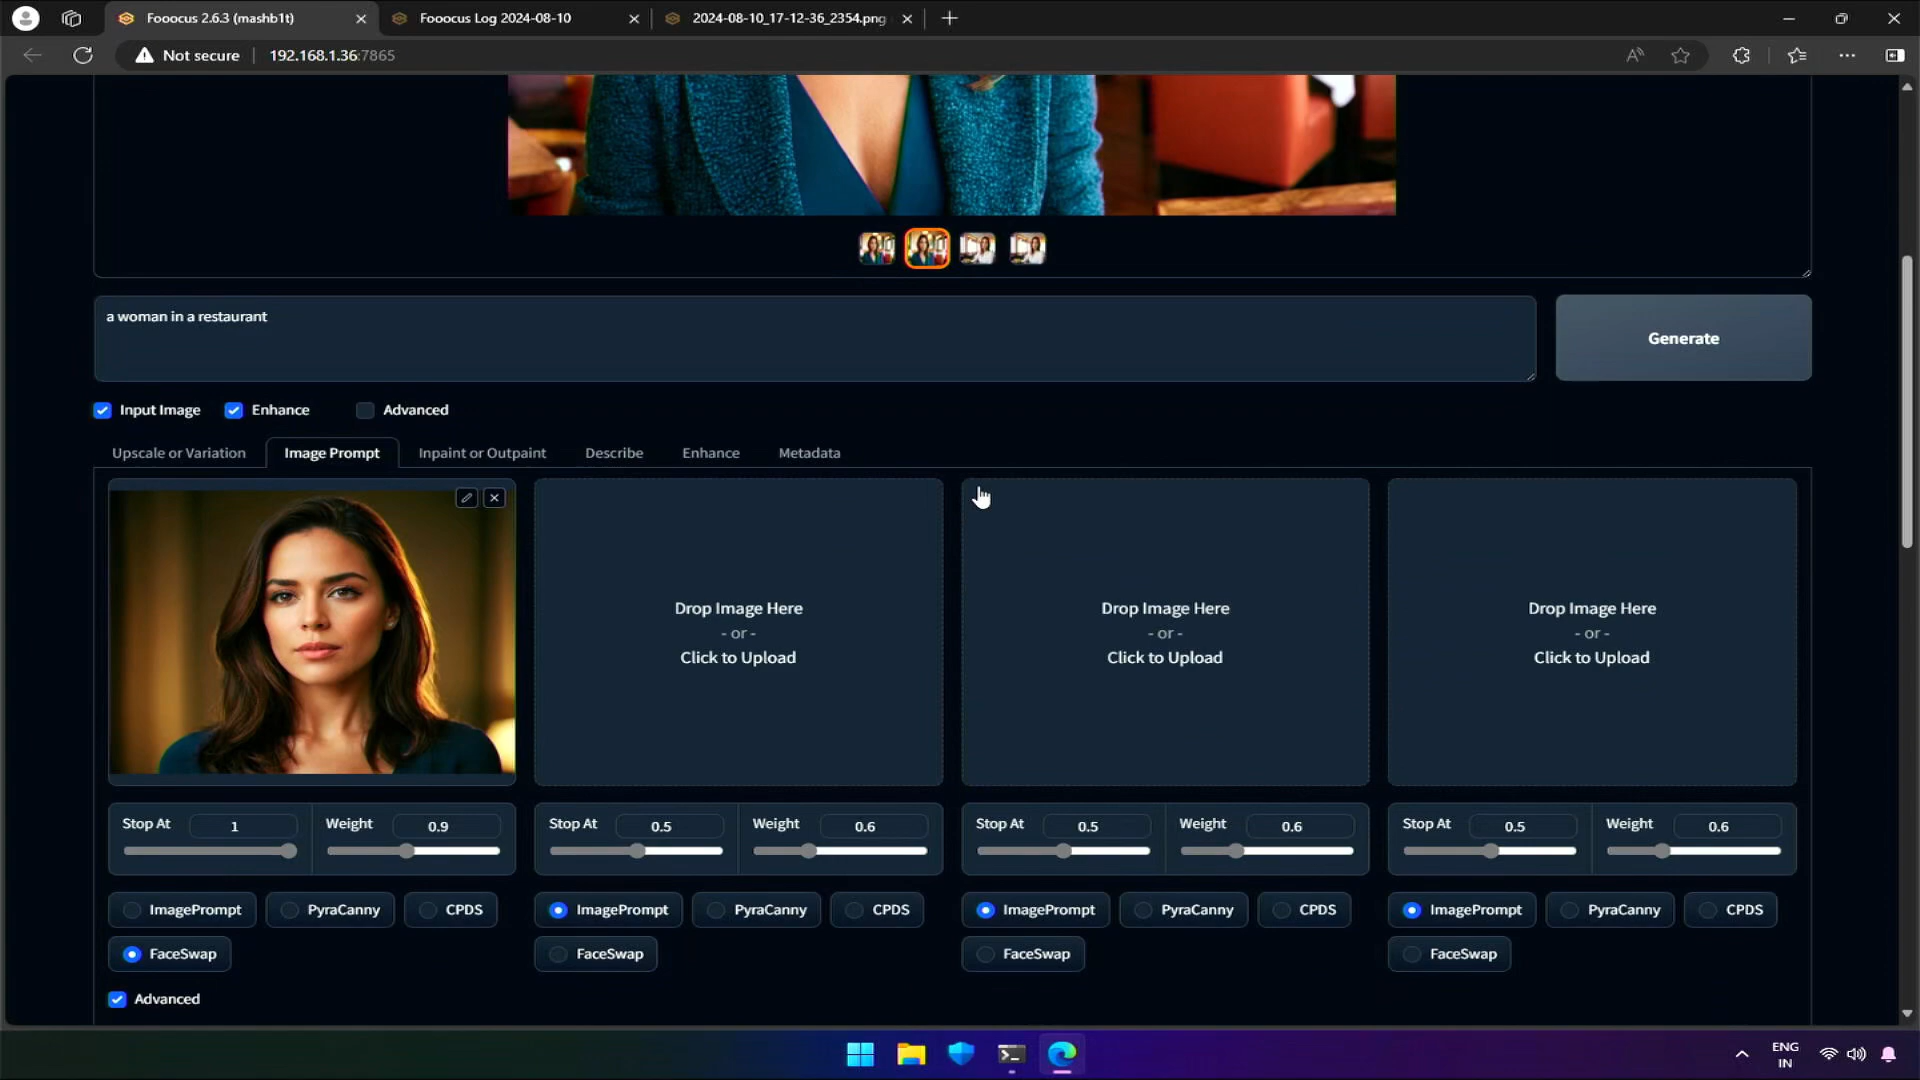 Fooocus 2.6.3 (mashb1t)
Fooocus Log 2024-08-10
2024-08-10_17-12-36_2354.png
Not secure
192.168.1.36:7865
a woman in a restaurant
Generate
Input Image
Enhance
Advanced
Upscale or Variation
Image Prompt
Inpaint or Outpaint
Describe
Enhance
Metadata
Drop Image Here
- or -
Click to Upload
Drop Image Here
- or -
Click to Upload
Drop Image Here
- or -
Click to Upload
Stop At
1
Weight
0.9
Stop At
0.5
Weight
0.6
Stop At
0.5
Weight
0.6
Stop At
0.5
Weight
0.6
ImagePrompt
PyraCanny
CPDS
FaceSwap
ImagePrompt
PyraCanny
CPDS
FaceSwap
ImagePrompt
PyraCanny
CPDS
FaceSwap
ImagePrompt
PyraCanny
CPDS
FaceSwap
Advanced
ENG
IN